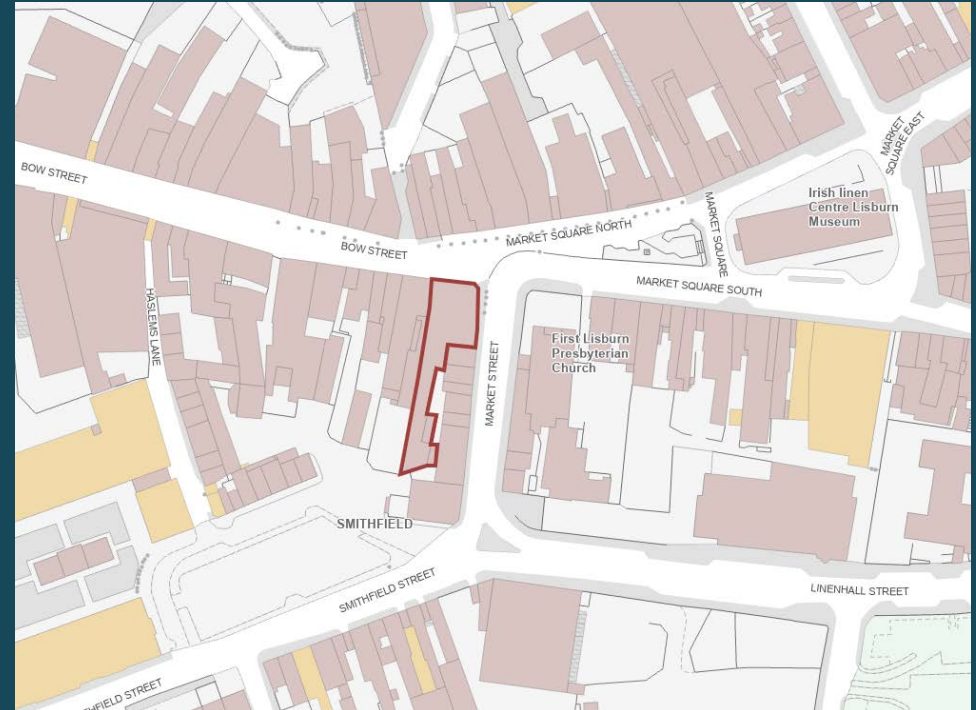 BOW STREET
MARKET
SQUARE EAST
Irish linen
Centre Lisburn
Museum
MARKET SQUARE
MARKET SQUARE NORTH
BOW STREET
MARKET SQUARE SOUTH
HASLEMS LANE
First Lisburn
Presbyterian
Church
MARKET STREET
SMITHFIELD
SMITHFIELD STREET
LINENHALL STREET
HFIELD STREET